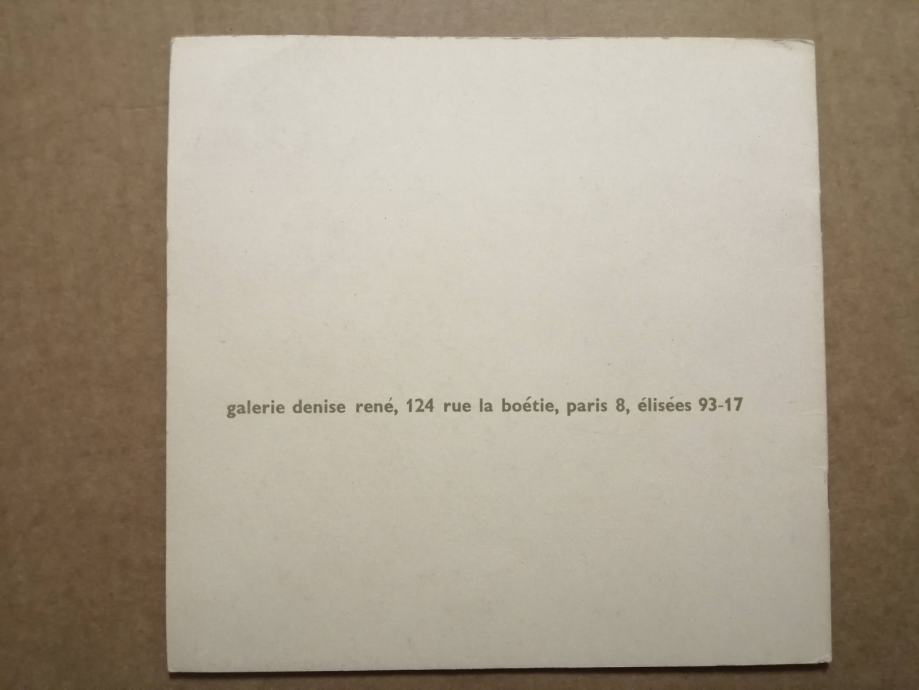 galerie denise rené, 124 rue la boétie, paris 8, élisées 93-17